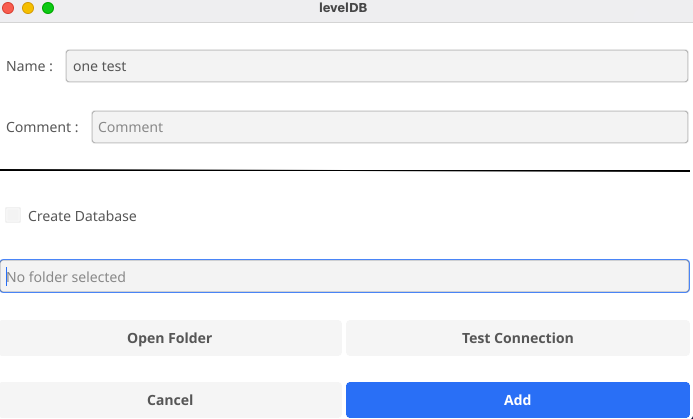 levelDB
Name : one test
Comment : Comment
Create Database
No folder selected
Open Folder Test Connection
Cancel Add